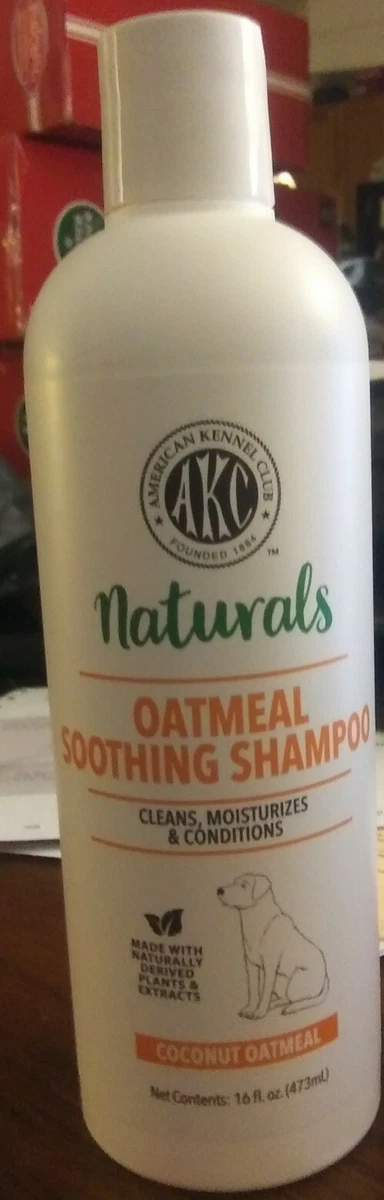 AMERICAN KENNEL CLUB
AKC
FOUNDED 1884
TM
Naturals
OATMEAL
SOOTHING SHAMPOO
CLEANS, MOISTURIZES
& CONDITIONS
MADE WITH
NATURALLY
DERIVED
PLANTS &
EXTRACTS
COCONUT OATMEAL
Net Contents: 16 fl. oz. (473mL)